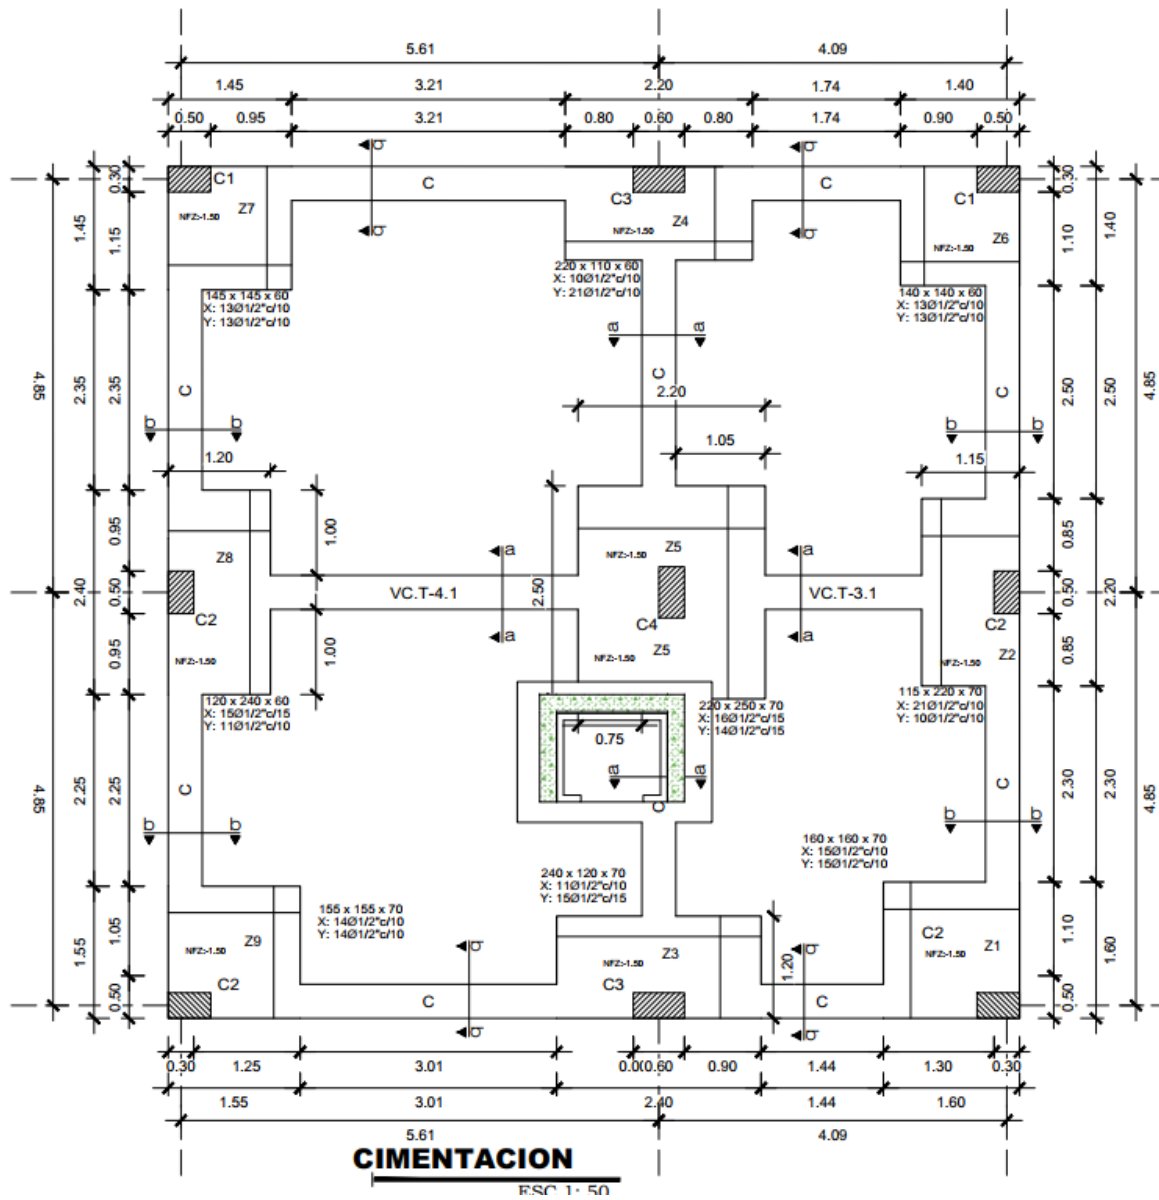 5.61
4.09
1.45
3.21
2.20
1.74
1.40
0.50
0.95
3.21
0.80
0.60
0.80
1.74
0.90
0.50
b
b
0.30
C1
C
C3
C
C1
0.30
Z7
NFZ:-1.50
Z4
NFZ:-1.50
Z6
NFZ:-1.50
1.45
1.15
1.10
1.40
b
b
145 x 145 x 60
X: 13Ø1/2"c/10
Y: 13Ø1/2"c/10
220 x 110 x 60
X: 10Ø1/2"c/10
Y: 21Ø1/2"c/10
140 x 140 x 60
X: 13Ø1/2"c/10
Y: 13Ø1/2"c/10
a
a
4.85
2.35
2.35
C
C
2.20
C
2.50
2.50
4.85
b
b
1.05
b
b
1.20
1.15
0.95
1.00
2.50
0.85
Z8
NFZ:-1.50
a
NFZ:-1.50
Z5
a
2.40
0.50
VC.T-4.1
VC.T-3.1
0.50
2.20
C2
C4
C2
a
a
0.95
NFZ:-1.50
1.00
NFZ:-1.50
Z5
NFZ:-1.50
Z2
0.85
120 x 240 x 60
X: 15Ø1/2"c/15
Y: 11Ø1/2"c/10
220 x 250 x 70
X: 16Ø1/2"c/15
Y: 14Ø1/2"c/15
115 x 220 x 70
X: 21Ø1/2"c/10
Y: 10Ø1/2"c/10
0.75
a
a
4.85
2.25
2.25
C
C
C
2.30
2.30
4.85
b
b
b
b
160 x 160 x 70
X: 15Ø1/2"c/10
Y: 15Ø1/2"c/10
240 x 120 x 70
X: 11Ø1/2"c/10
Y: 15Ø1/2"c/15
155 x 155 x 70
X: 14Ø1/2"c/10
Y: 14Ø1/2"c/10
1.55
1.05
Z9
NFZ:-1.50
b
Z3
NFZ:-1.50
b
C2
Z1
NFZ:-1.50
1.10
1.60
1.20
0.50
C2
C
C3
C
0.50
b
b
0.30
1.25
3.01
0.00
0.60
0.90
1.44
1.30
0.30
1.55
3.01
2.40
1.44
1.60
5.61
4.09
CIMENTACION
ESC 1: 50